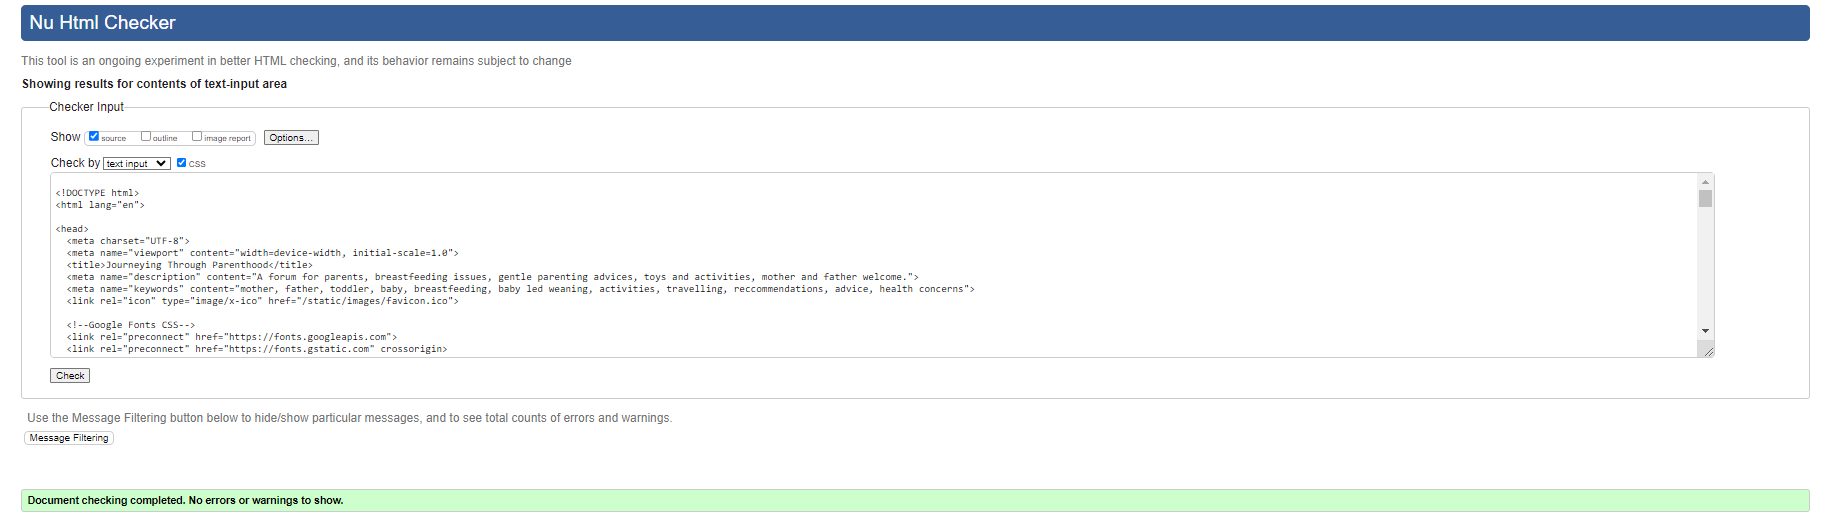 Nu Html Checker
This tool is an ongoing experiment in better HTML checking, and its behavior remains subject to change
Showing results for contents of text-input area
Checker Input
Show source outline image report Options...
Check by text input css
<!DOCTYPE html>
<html lang="en">
<head>
<meta charset="UTF-8">
<meta name="viewport" content="width=device-width, initial-scale=1.0">
<title>Journeying Through Parenthood</title>
<meta name="description" content="A forum for parents, breastfeeding issues, gentle parenting advices, toys and activities, mother and father welcome.">
<meta name="keywords" content="mother, father, toddler, baby, breastfeeding, baby led weaning, activities, travelling, reccommendations, advice, health concerns">
<link rel="icon" type="image/x-ico" href="/static/images/favicon.ico">
<!--Google Fonts CSS-->
<link rel="preconnect" href="https://fonts.googleapis.com">
<link rel="preconnect" href="https://fonts.gstatic.com" crossorigin>
Check
Use the Message Filtering button below to hide/show particular messages, and to see total counts of errors and warnings.
Message Filtering
Document checking completed. No errors or warnings to show.